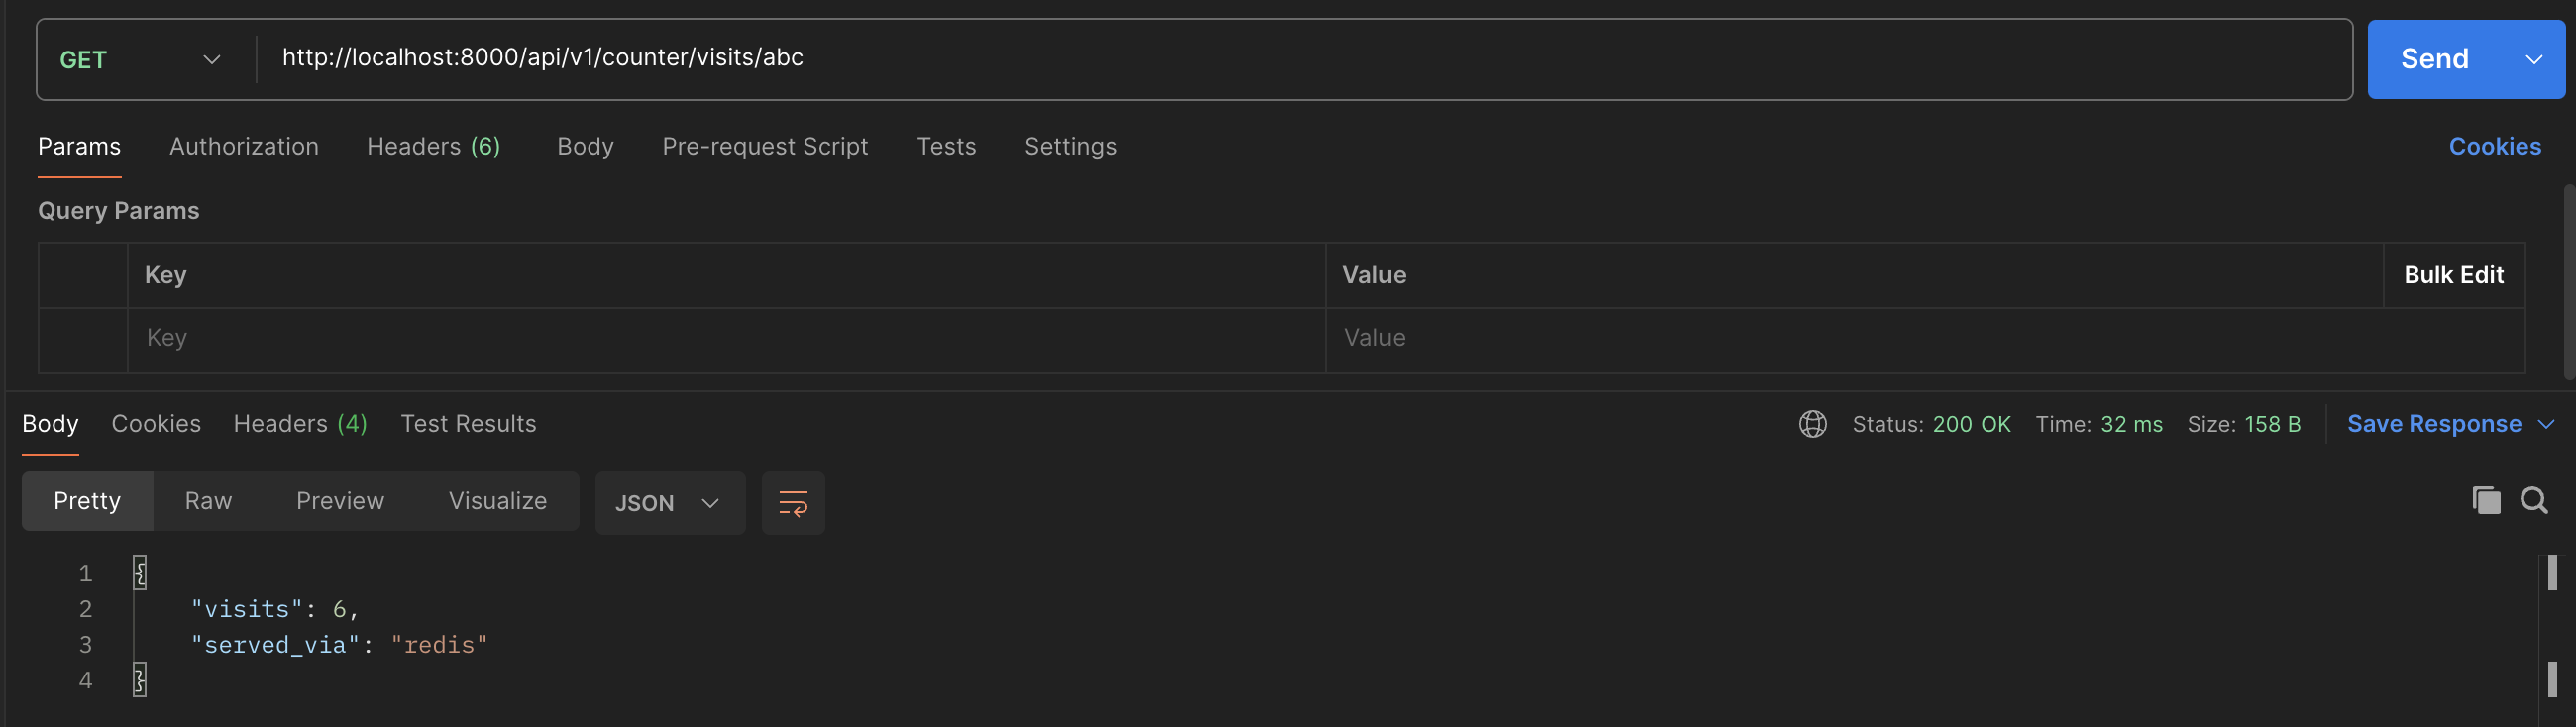 GET http://localhost:8000/api/v1/counter/visits/abc Send
Params Authorization Headers (6) Body Pre-request Script Tests Settings Cookies
Query Params
Key Value Bulk Edit
Key Value
Body Cookies Headers (4) Test Results Status: 200 OK Time: 32 ms Size: 158 B Save Response
Pretty Raw Preview Visualize JSON
1 {
2 "visits": 6,
3 "served_via": "redis"
4 }